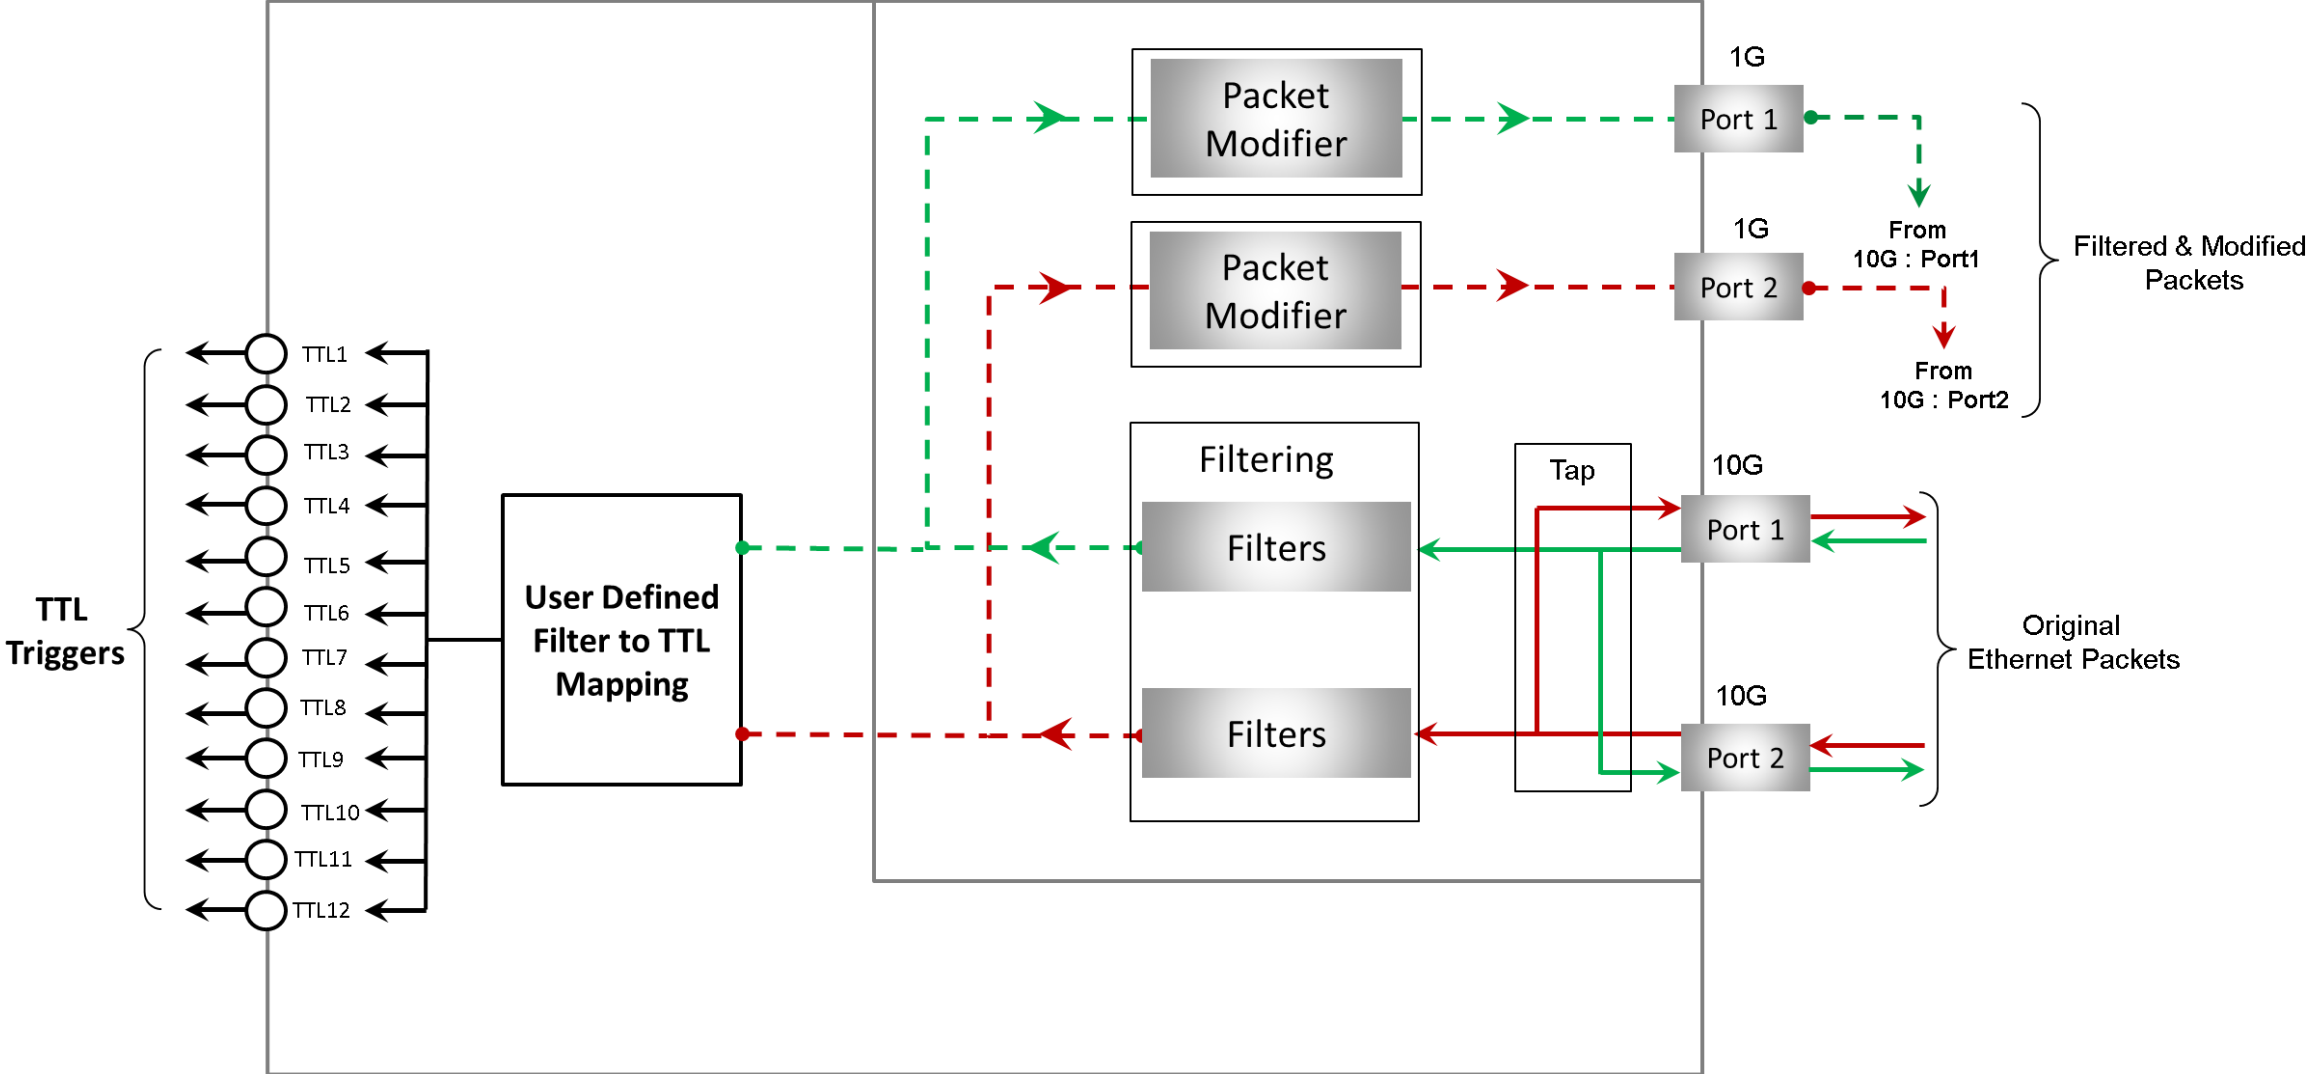 1G
Packet
Modifier
Port 1
1G
From
10G : Port1
Filtered & Modified
Packets
Packet
Modifier
Port 2
From
10G : Port2
TTL1
TTL2
TTL3
TTL4
TTL5
TTL6
TTL7
TTL8
TTL9
TTL10
TTL11
TTL12
TTL
Triggers
User Defined
Filter to TTL
Mapping
Filtering
Filters
Filters
Tap
10G
Port 1
Original
Ethernet Packets
10G
Port 2